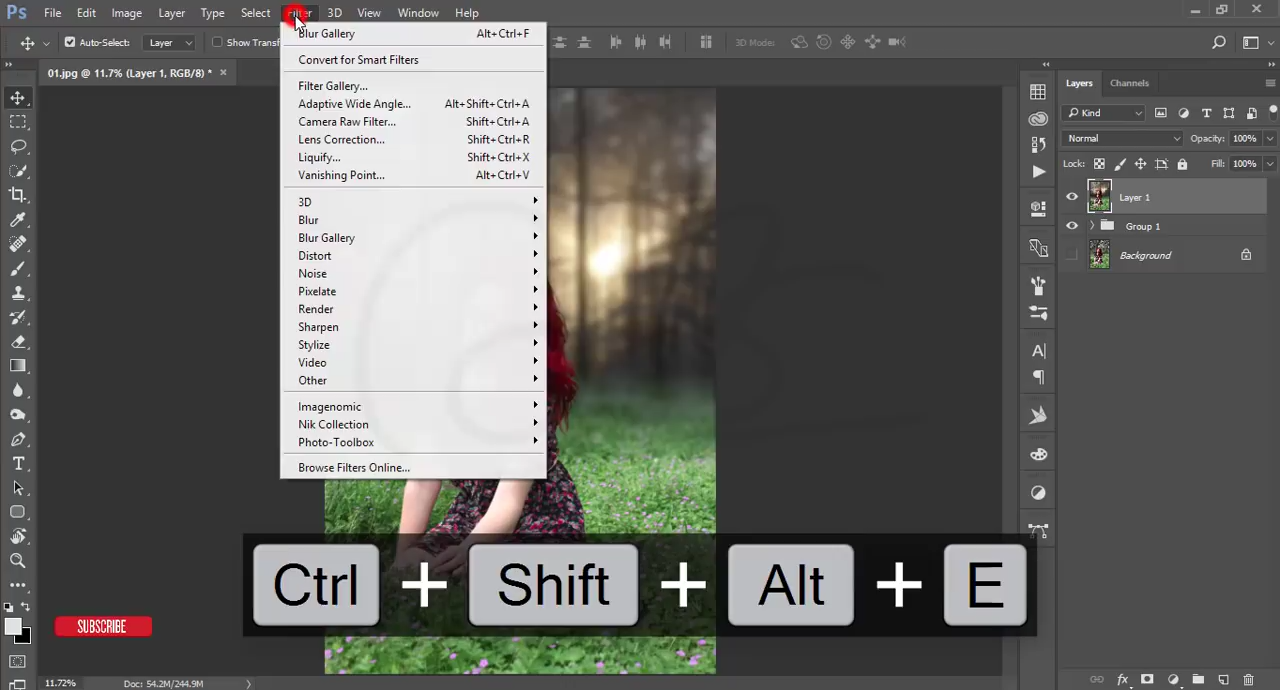 Ps File Edit Image Layer Type Select Filter 3D View Window Help
Auto-Select: Layer Show Transf 3D Mode:
01.jpg @ 11.7% (Layer 1, RGB/8) * ×
Blur Gallery Alt+Ctrl+F
Convert for Smart Filters
Filter Gallery...
Adaptive Wide Angle... Alt+Shift+Ctrl+A
Camera Raw Filter... Shift+Ctrl+A
Lens Correction... Shift+Ctrl+R
Liquify... Shift+Ctrl+X
Vanishing Point... Alt+Ctrl+V
3D
Blur
Blur Gallery
Distort
Noise
Pixelate
Render
Sharpen
Stylize
Video
Other
Imagenomic
Nik Collection
Photo-Toolbox
Browse Filters Online...
Layers Channels
Kind
Normal Opacity: 100%
Lock: Fill: 100%
Layer 1
Group 1
Background
Ctrl + Shift + Alt + E
SUBSCRIBE
11.72% Doc: 54.2M/244.9M